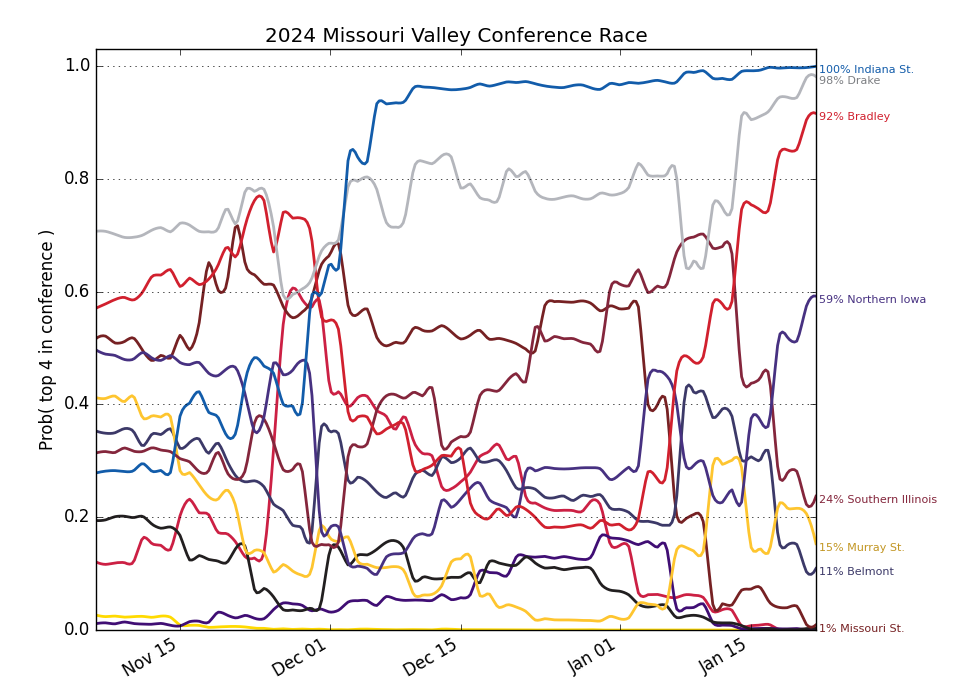 2024 Missouri Valley Conference Race
Prob( top 4 in conference )
1.0
0.8
0.6
0.4
0.2
0.0
Nov 15
Dec 01
Dec 15
Jan 01
Jan 15
100% Indiana St.
98% Drake
92% Bradley
59% Northern Iowa
24% Southern Illinois
15% Murray St.
11% Belmont
1% Missouri St.